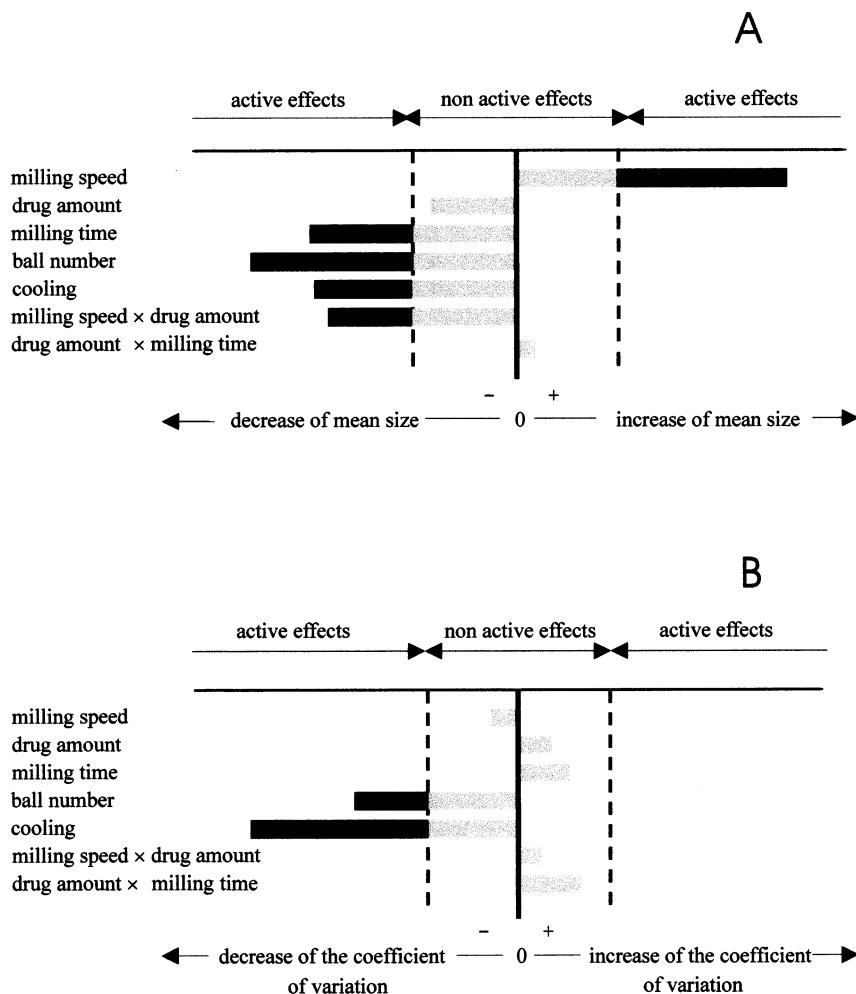 A
active effects non active effects active effects
milling speed
drug amount
milling time
ball number
cooling
milling speed × drug amount
drug amount × milling time
− +
decrease of mean size 0 increase of mean size
B
active effects non active effects active effects
milling speed
drug amount
milling time
ball number
cooling
milling speed × drug amount
drug amount × milling time
− +
decrease of the coefficient 0 increase of the coefficient
of variation of variation